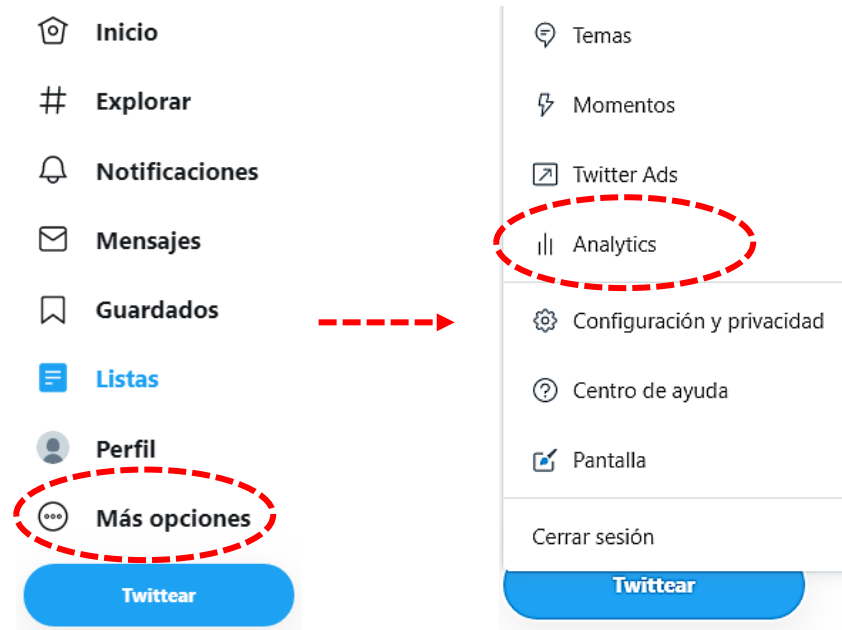 Inicio
Explorar
Notificaciones
Mensajes
Guardados
Listas
Perfil
Más opciones
Twittear
Temas
Momentos
Twitter Ads
Analytics
Configuración y privacidad
Centro de ayuda
Pantalla
Cerrar sesión
Twittear